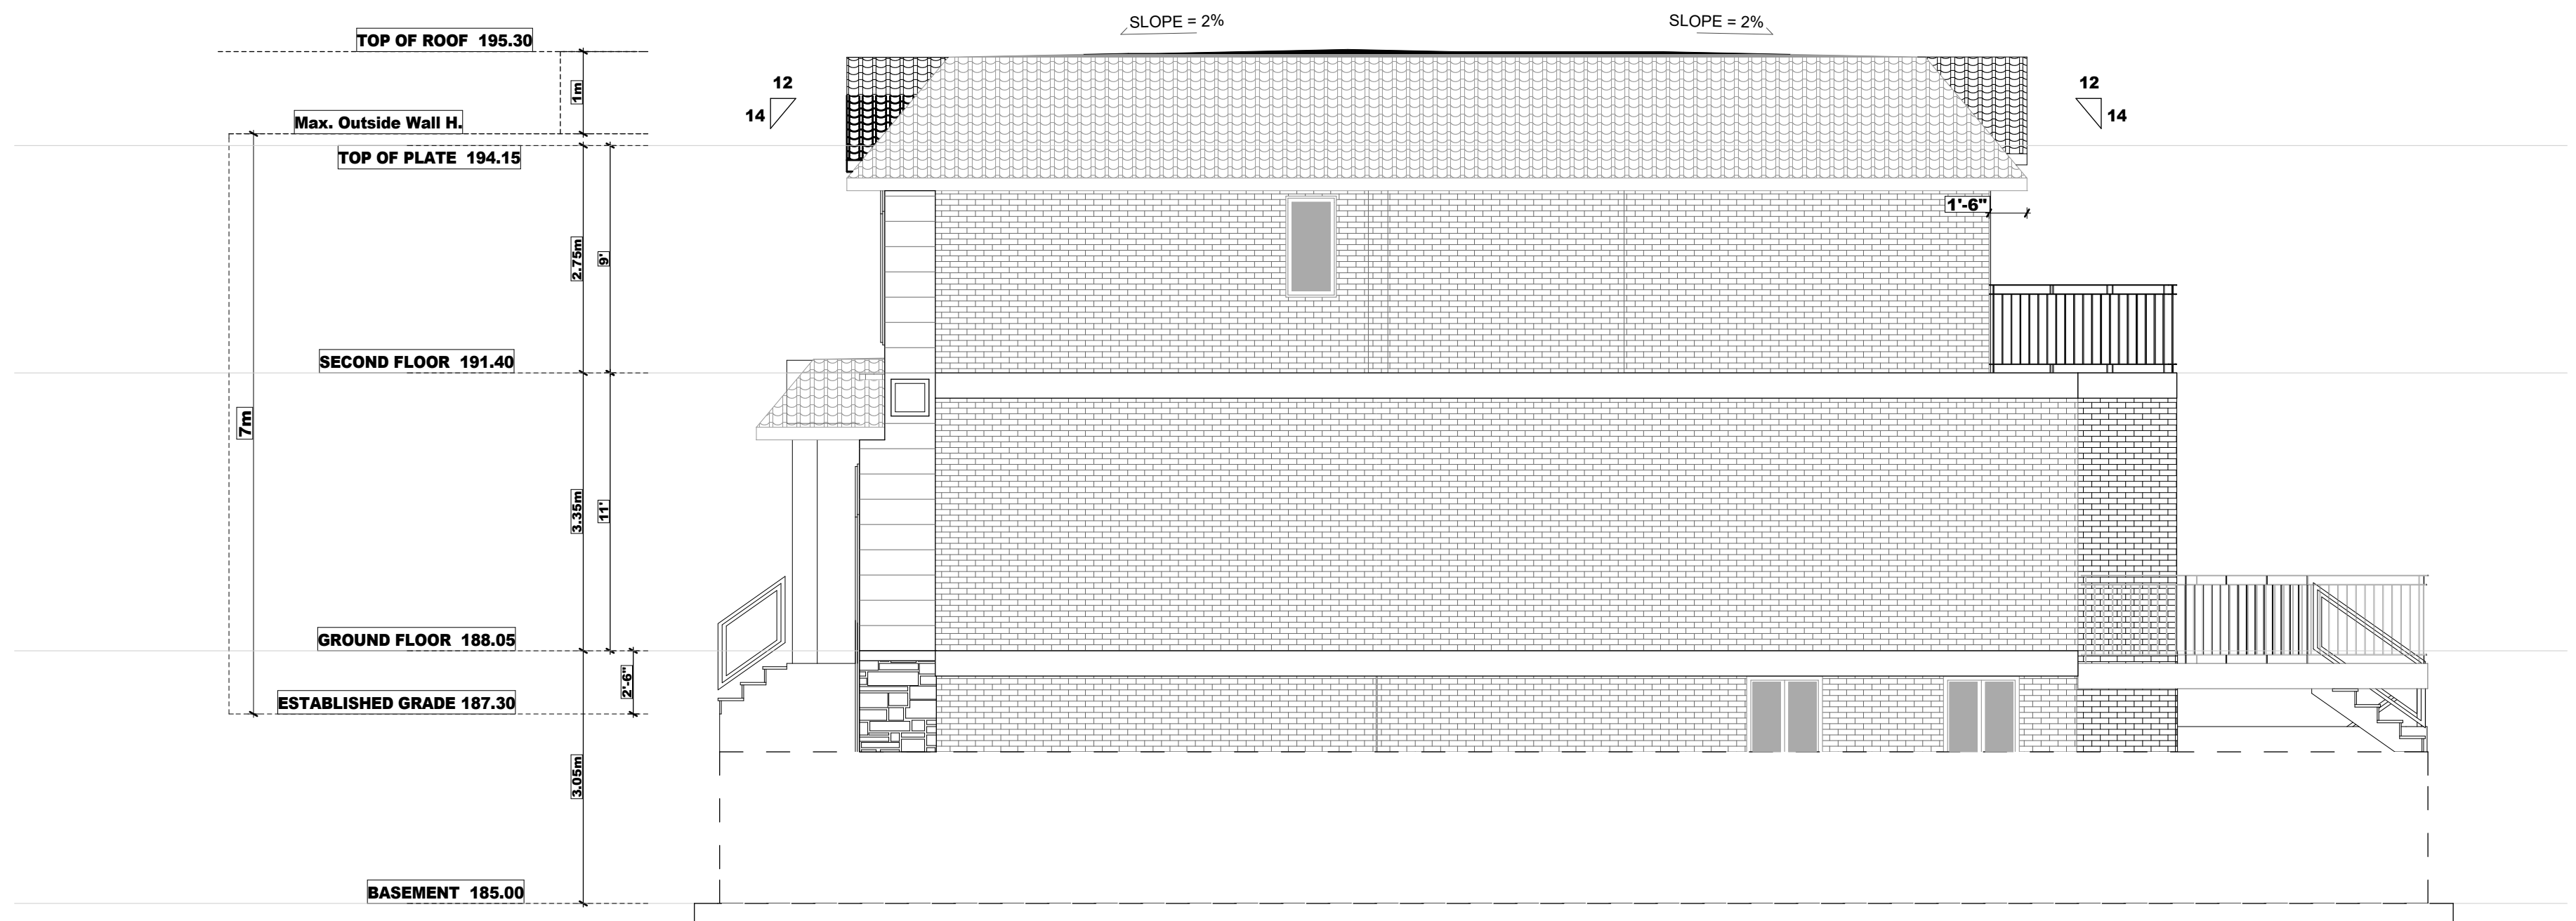 SLOPE = 2%
SLOPE = 2%
TOP OF ROOF 195.30
1m
12
14
12
14
Max. Outside Wall H.
TOP OF PLATE 194.15
1'-6"
2.75m
9'
SECOND FLOOR 191.40
7m
3.35m
11'
GROUND FLOOR 188.05
2'-6"
ESTABLISHED GRADE 187.30
3.05m
BASEMENT 185.00